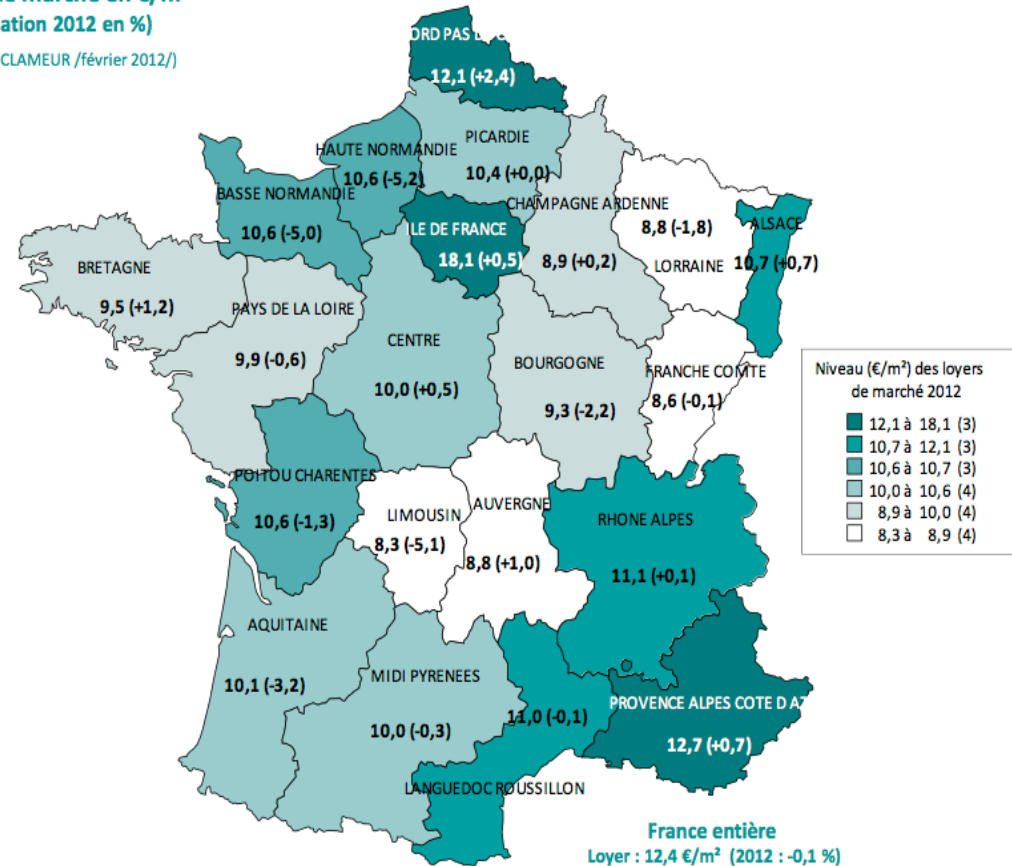 ation 2012 en %)
CLAMEUR /février 2012/)
12,1 (+2,4)
PICARDIE
10,4 (+0,0)
HAUTE NORMANDIE
10,6 (-5,2)
BASSE NORMANDIE
10,6 (-5,0)
CHAMPAGNE ARDENNE
8,9 (+0,2)
8,8 (-1,8)
LORRAINE
ALSACE
10,7 (+0,7)
ILE DE FRANCE
18,1 (+0,5)
BRETAGNE
9,5 (+1,2)
PAYS DE LA LOIRE
9,9 (-0,6)
CENTRE
10,0 (+0,5)
BOURGOGNE
9,3 (-2,2)
FRANCHE COMTE
8,6 (-0,1)
Niveau (€/m²) des loyers
de marché 2012
12,1 à 18,1 (3)
10,7 à 12,1 (3)
10,6 à 10,7 (3)
10,0 à 10,6 (4)
8,9 à 10,0 (4)
8,3 à 8,9 (4)
POITOU CHARENTES
10,6 (-1,3)
LIMOUSIN
8,3 (-5,1)
AUVERGNE
8,8 (+1,0)
RHONE ALPES
11,1 (+0,1)
AQUITAINE
10,1 (-3,2)
MIDI PYRENEES
10,0 (-0,3)
11,0 (-0,1)
LANGUEDOC ROUSSILLON
PROVENCE ALPES COTE D AZ
12,7 (+0,7)
France entière
Loyer : 12,4 €/m² (2012 : -0,1 %)